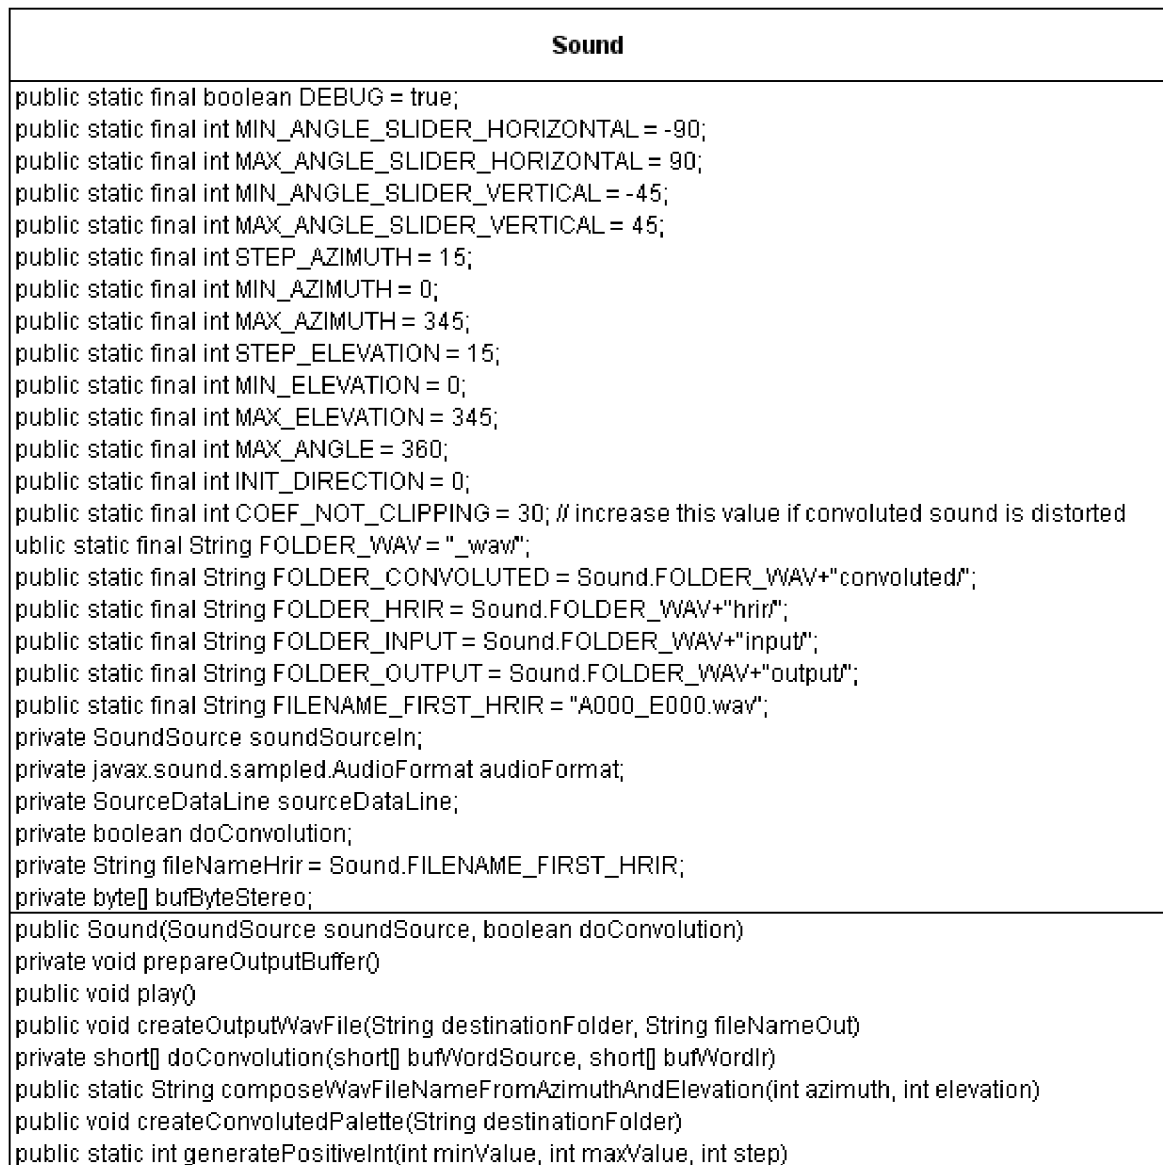 Sound
public static final boolean DEBUG = true;
public static final int MIN_ANGLE_SLIDER_HORIZONTAL = -90;
public static final int MAX_ANGLE_SLIDER_HORIZONTAL = 90;
public static final int MIN_ANGLE_SLIDER_VERTICAL = -45;
public static final int MAX_ANGLE_SLIDER_VERTICAL = 45;
public static final int STEP_AZIMUTH = 15;
public static final int MIN_AZIMUTH = 0;
public static final int MAX_AZIMUTH = 345;
public static final int STEP_ELEVATION = 15;
public static final int MIN_ELEVATION = 0;
public static final int MAX_ELEVATION = 345;
public static final int MAX_ANGLE = 360;
public static final int INIT_DIRECTION = 0;
public static final int COEF_NOT_CLIPPING = 30; // increase this value if convoluted sound is distorted
ublic static final String FOLDER_WAV = "_wav/";
public static final String FOLDER_CONVOLUTED = Sound.FOLDER_WAV+"convoluted/";
public static final String FOLDER_HRIR = Sound.FOLDER_WAV+"hrir/";
public static final String FOLDER_INPUT = Sound.FOLDER_WAV+"input/";
public static final String FOLDER_OUTPUT = Sound.FOLDER_WAV+"output/";
public static final String FILENAME_FIRST_HRIR = "A000_E000.wav";
private SoundSource soundSourceIn;
private javax.sound.sampled.AudioFormat audioFormat;
private SourceDataLine sourceDataLine;
private boolean doConvolution;
private String fileNameHrir = Sound.FILENAME_FIRST_HRIR;
private byte[] bufByteStereo;
public Sound(SoundSource soundSource, boolean doConvolution)
private void prepareOutputBuffer()
public void play()
public void createOutputWavFile(String destinationFolder, String fileNameOut)
private short[] doConvolution(short[] bufWordSource, short[] bufWordIr)
public static String composeWavFileNameFromAzimuthAndElevation(int azimuth, int elevation)
public void createConvolutedPalette(String destinationFolder)
public static int generatePositiveInt(int minValue, int maxValue, int step)